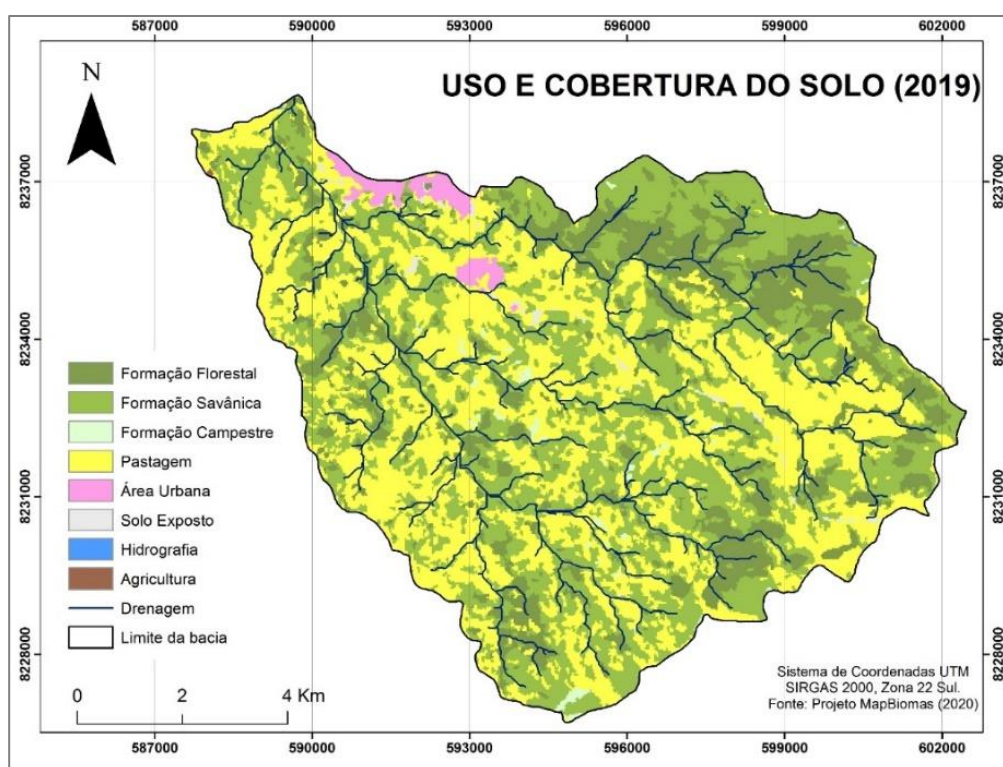 587000 590000 593000 596000 599000 602000
N
USO E COBERTURA DO SOLO (2019)
8237000 8237000
8234000 8234000
Formação Florestal
Formação Savânica
Formação Campestre
Pastagem
Área Urbana
Solo Exposto
Hidrografia
Agricultura
Drenagem
Limite da bacia
8231000 8231000
8228000 8228000
0 2 4 Km
Sistema de Coordenadas UTM
SIRGAS 2000, Zona 22 Sul.
Fonte: Projeto MapBiomas (2020)
587000 590000 593000 596000 599000 602000